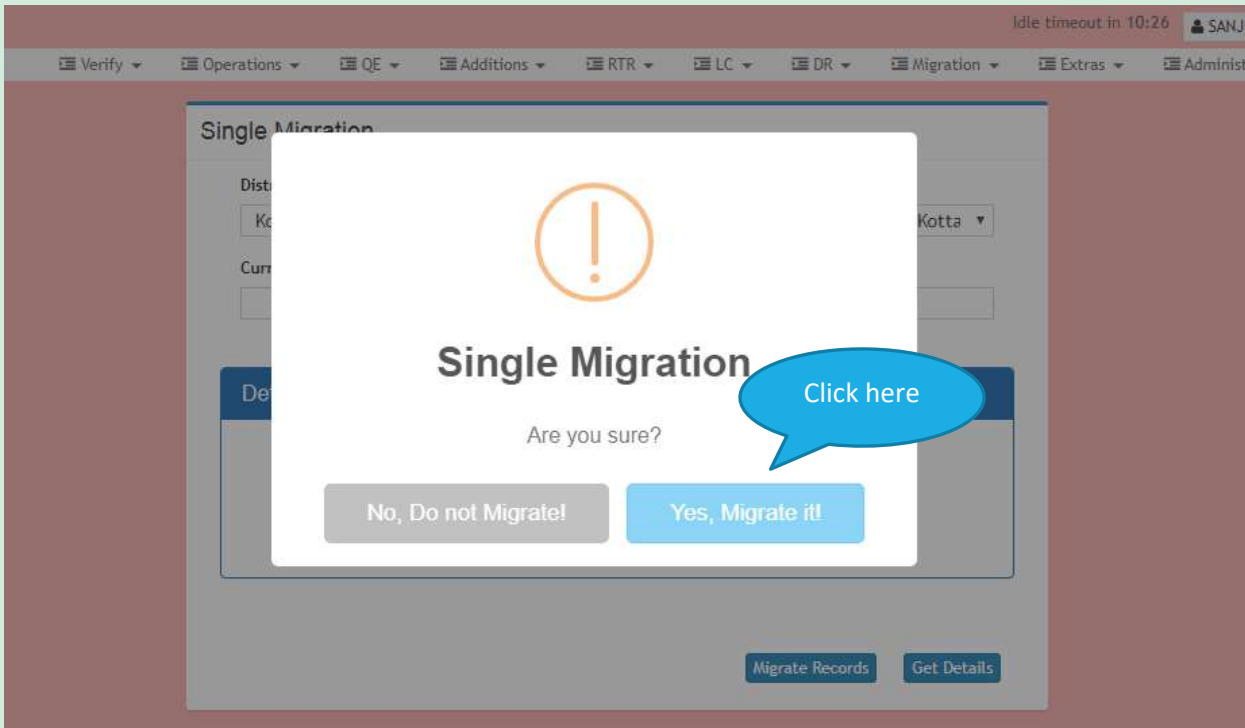 Idle timeout in 10:26 SANJ
Verify Operations QE Additions RTR LC DR Migration Extras Administ
Single Migration
Dist
Ko
Kotta
Curr
Single Migration
Click here
De
Are you sure?
No, Do not Migrate!
Yes, Migrate it!
Migrate Records
Get Details